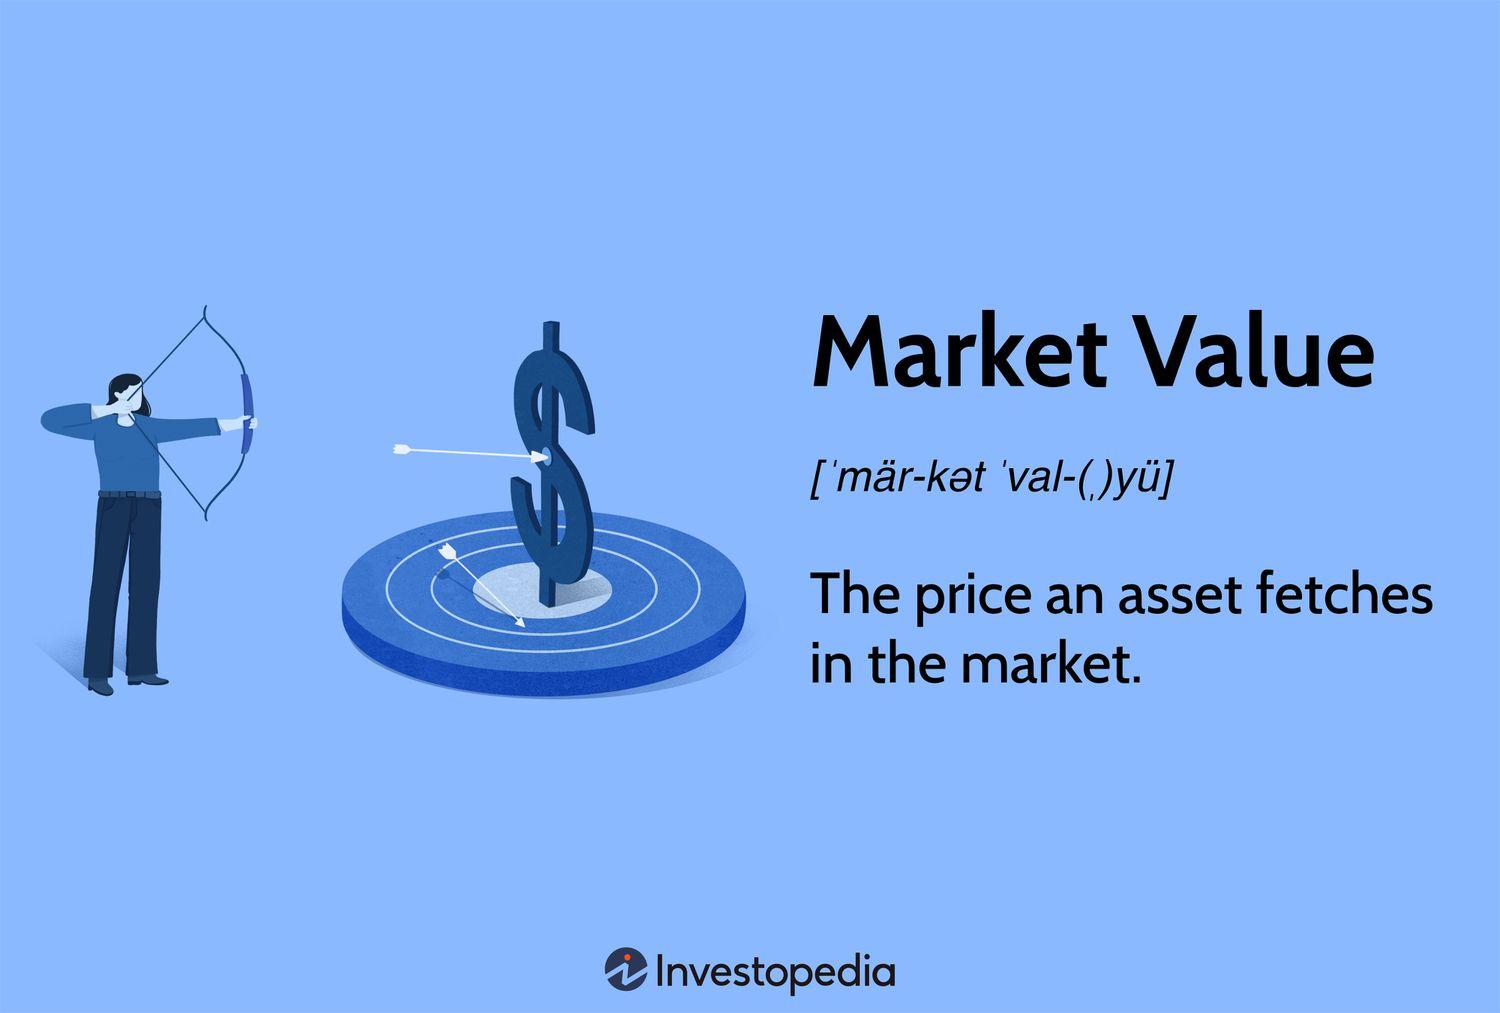 Market Value
[ˈmär-kət ˈval-(ˌ)yü]
The price an asset fetches
in the market.
Investopedia